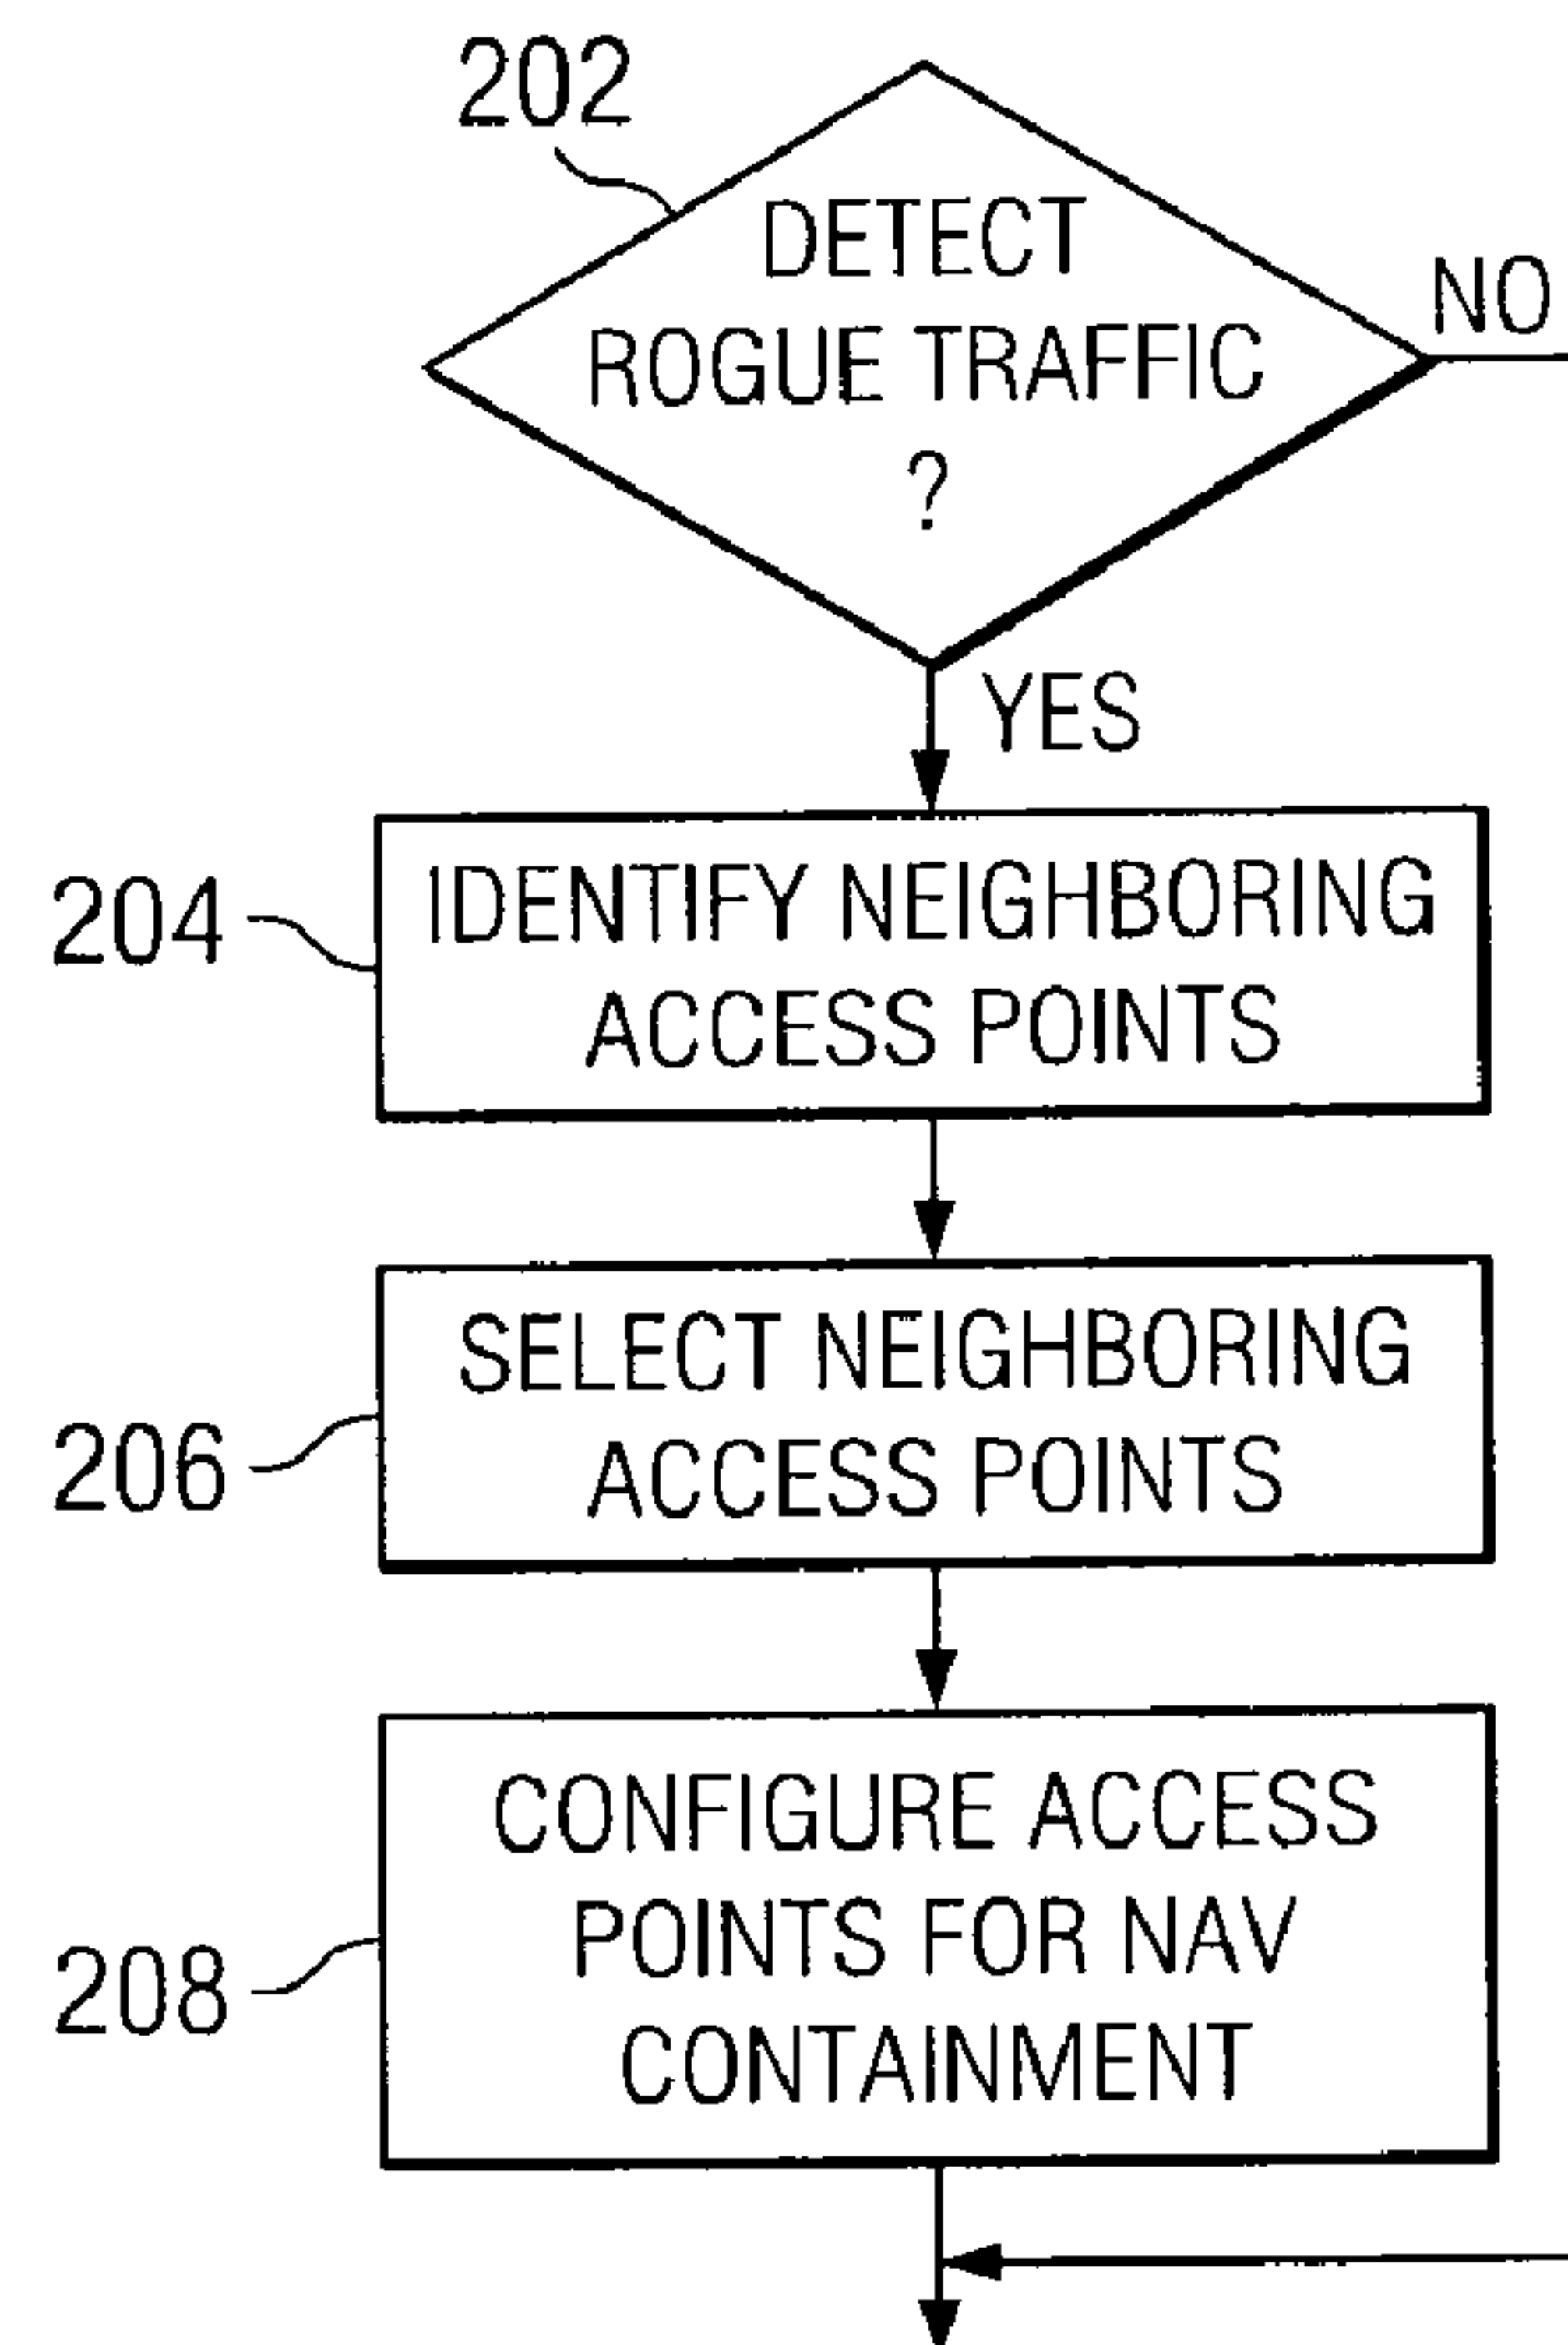 202
DETECT
ROGUE TRAFFIC
?
NO
YES
204
IDENTIFY NEIGHBORING
ACCESS POINTS
206
SELECT NEIGHBORING
ACCESS POINTS
208
CONFIGURE ACCESS
POINTS FOR NAV
CONTAINMENT